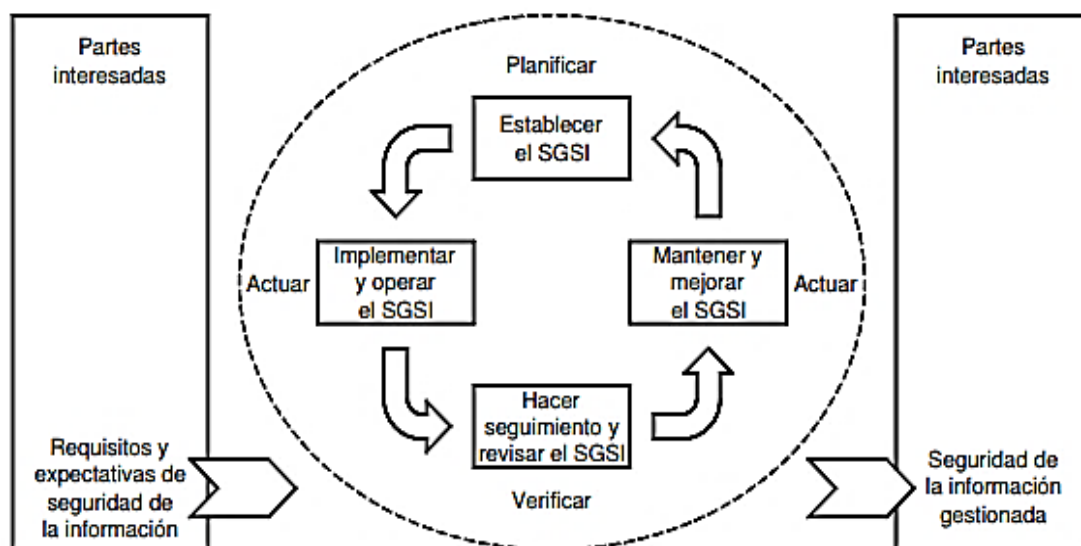 Partes
interesadas
Planificar
Establecer
el SGSI
Actuar
Implementar
y operar
el SGSI
Mantener y
mejorar
el SGSI
Actuar
Hacer
seguimiento y
revisar el SGSI
Verificar
Requisitos y
expectativas de
seguridad de
la información
Partes
interesadas
Seguridad de
la información
gestionada